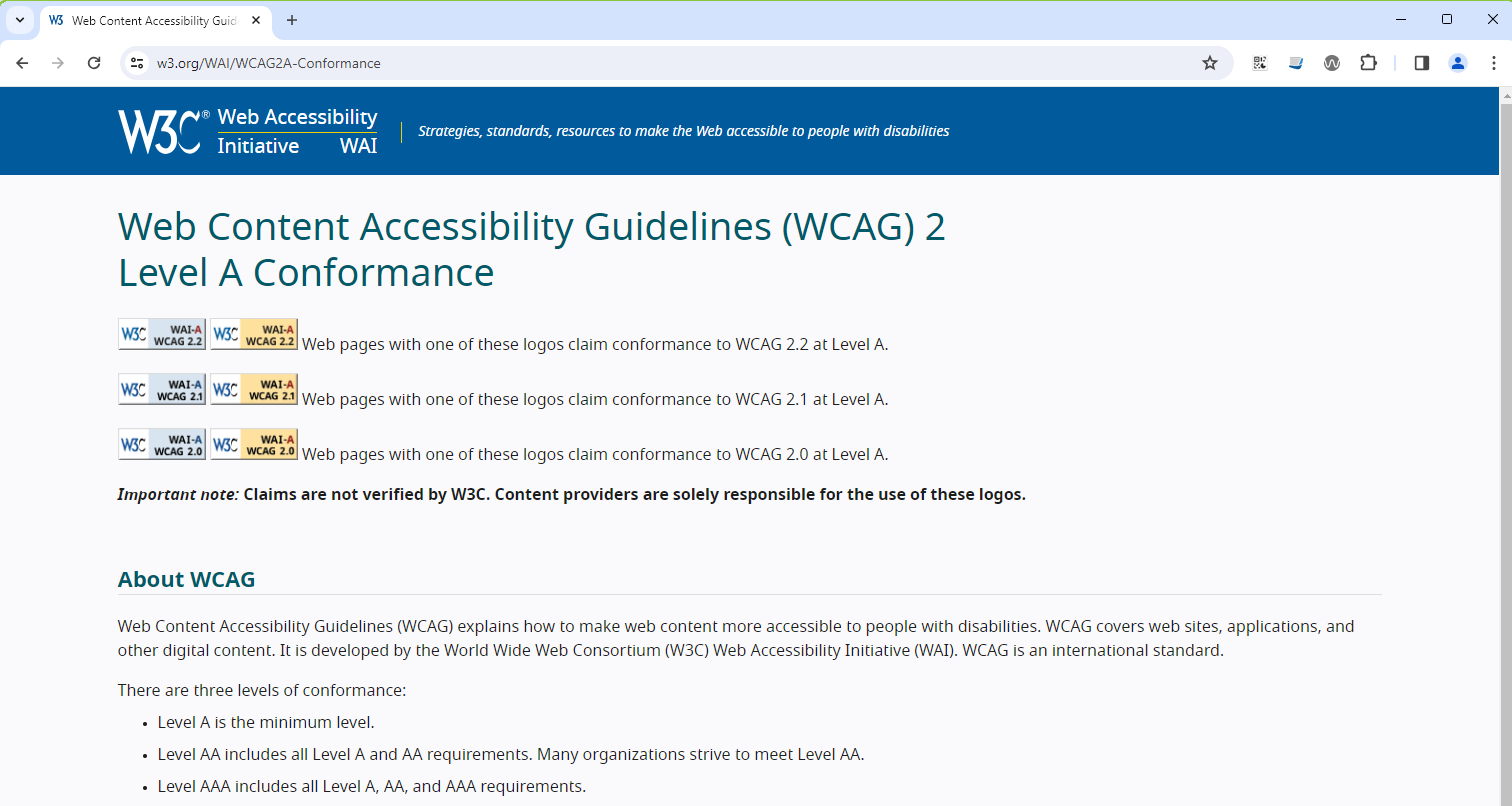 W3 Web Content Accessibility Guid
w3.org/WAI/WCAG2A-Conformance
W3C® Web Accessibility Initiative WAI
Strategies, standards, resources to make the Web accessible to people with disabilities
Web Content Accessibility Guidelines (WCAG) 2
Level A Conformance
W3C WAI-A WCAG 2.2 W3C WAI-A WCAG 2.2 Web pages with one of these logos claim conformance to WCAG 2.2 at Level A.
W3C WAI-A WCAG 2.1 W3C WAI-A WCAG 2.1 Web pages with one of these logos claim conformance to WCAG 2.1 at Level A.
W3C WAI-A WCAG 2.0 W3C WAI-A WCAG 2.0 Web pages with one of these logos claim conformance to WCAG 2.0 at Level A.
Important note: Claims are not verified by W3C. Content providers are solely responsible for the use of these logos.
About WCAG
Web Content Accessibility Guidelines (WCAG) explains how to make web content more accessible to people with disabilities. WCAG covers web sites, applications, and
other digital content. It is developed by the World Wide Web Consortium (W3C) Web Accessibility Initiative (WAI). WCAG is an international standard.
There are three levels of conformance:
• Level A is the minimum level.
• Level AA includes all Level A and AA requirements. Many organizations strive to meet Level AA.
• Level AAA includes all Level A, AA, and AAA requirements.